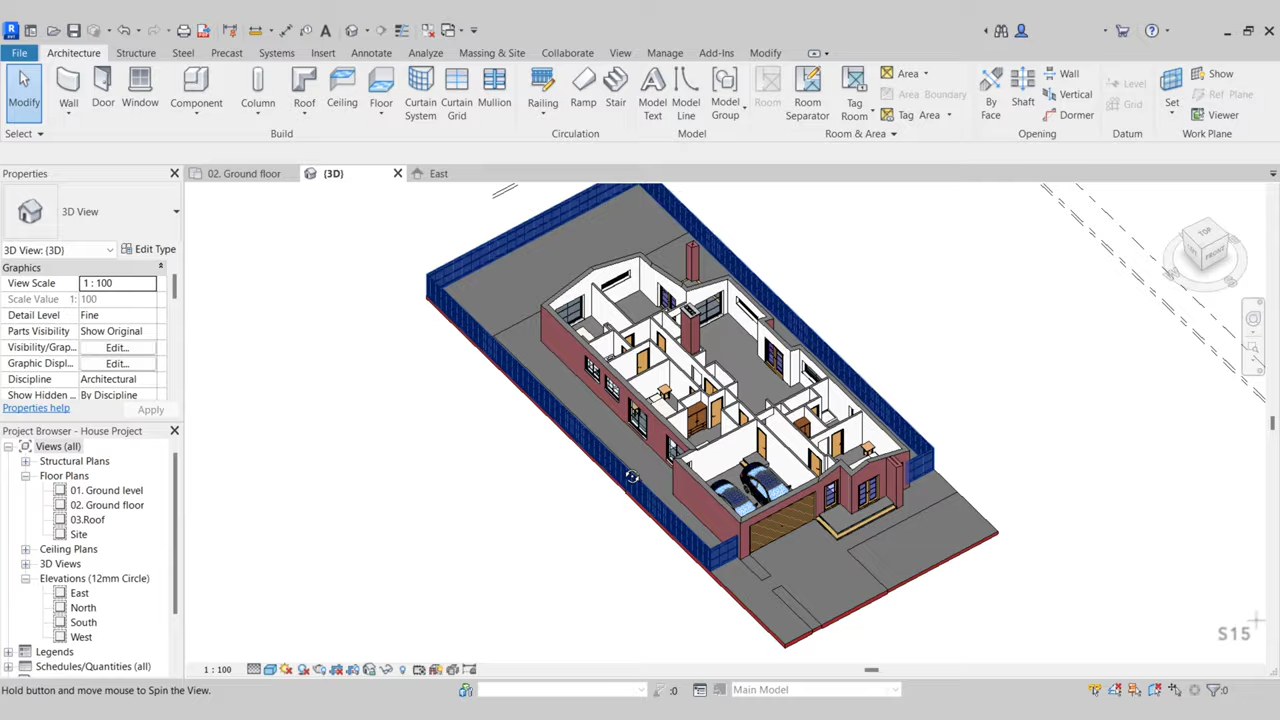 File Architecture Structure Steel Precast Systems Insert Annotate Analyze Massing & Site Collaborate View Manage Add-Ins Modify
Modify Wall Door Window Component Column Roof Ceiling Floor Curtain System Curtain Grid Mullion Railing Ramp Stair Model Text Model Line Model Group Room Room Separator Tag Room
Area
Area Boundary
Tag Area
By Face Shaft
Wall
Vertical
Dormer
Level
Grid
Set
Show
Ref Plane
Viewer
Select Build Circulation Model Room & Area Opening Datum Work Plane
Properties
02. Ground floor {3D} East
3D View
3D View: {3D} Edit Type
Graphics
View Scale 1 : 100
Scale Value 1: 100
Detail Level Fine
Parts Visibility Show Original
Visibility/Grap... Edit...
Graphic Displ... Edit...
Discipline Architectural
Show Hidden ... By Discipline
Properties help Apply
Project Browser - House Project
Views (all)
Structural Plans
Floor Plans
01. Ground level
02. Ground floor
03.Roof
Site
Ceiling Plans
3D Views
Elevations (12mm Circle)
East
North
South
West
Legends
Schedules/Quantities (all)
TOP
FRONT
S15
1 : 100
Hold button and move mouse to Spin the View.
:0 Main Model :0